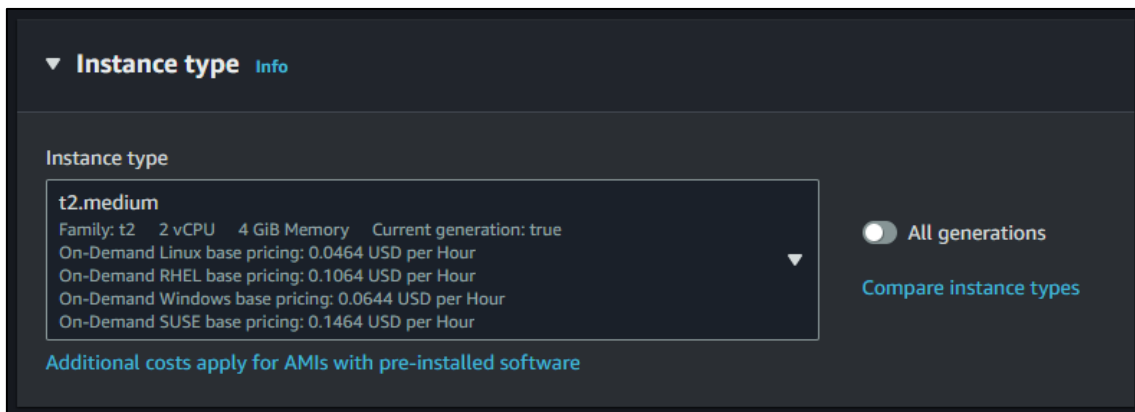 Instance type Info
Instance type
t2.medium
Family: t2 2 vCPU 4 GiB Memory Current generation: true
On-Demand Linux base pricing: 0.0464 USD per Hour
On-Demand RHEL base pricing: 0.1064 USD per Hour
On-Demand Windows base pricing: 0.0644 USD per Hour
On-Demand SUSE base pricing: 0.1464 USD per Hour
All generations
Compare instance types
Additional costs apply for AMIs with pre-installed software